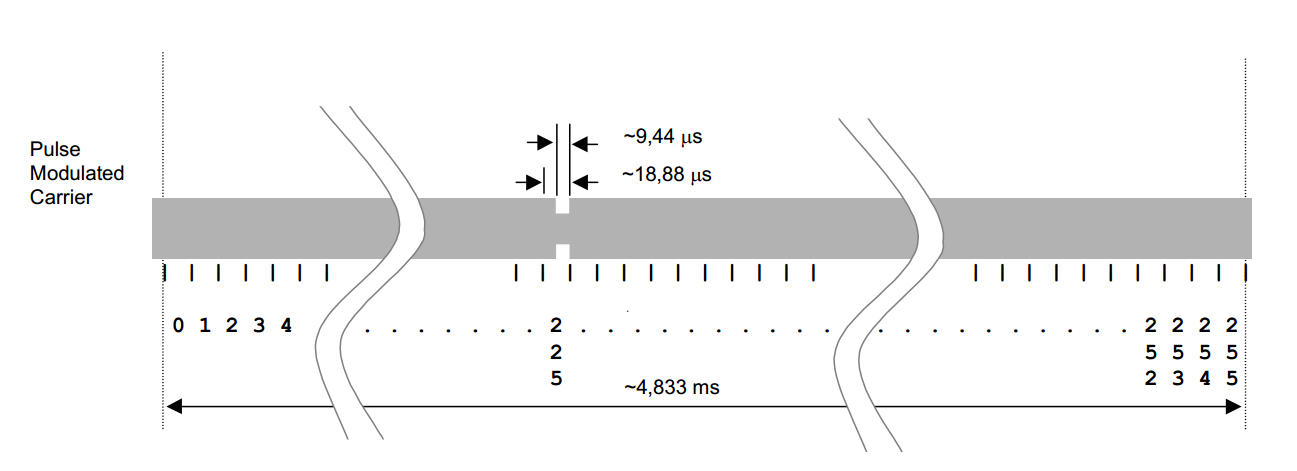 ~9,44 μs
Pulse
Modulated
Carrier
~18,88 μs
0 1 2 3 4 . . . . . . . 2 . . . . . . . . . . . . . . . . . . . . 2 2 2 2
2 5 5 5 5
5 2 3 4 5
~4,833 ms